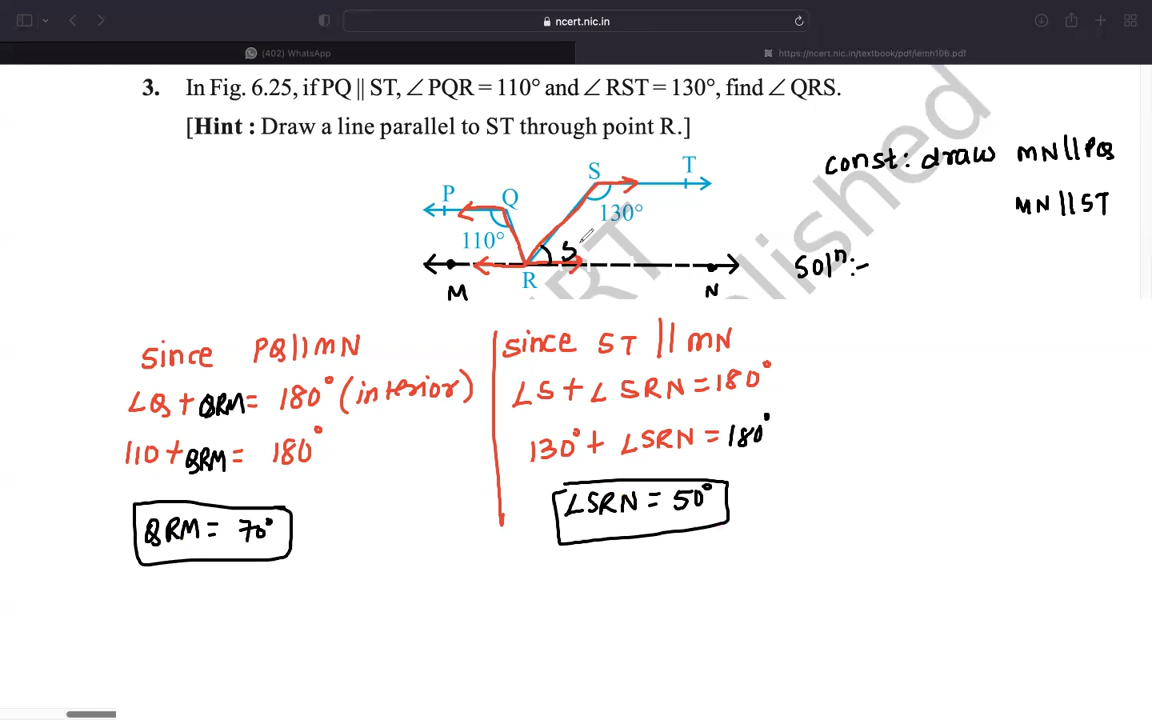 ncert.nic.in
(402) WhatsApp
https://ncert.nic.in/textbook/pdf/iemh106.pdf
3. In Fig. 6.25, if PQ || ST, ∠ PQR = 110° and ∠ RST = 130°, find ∠ QRS.
[Hint : Draw a line parallel to ST through point R.]
const: draw MN||PQ
MN||ST
Soln:-
P Q S T
110° 130°
5
M R N
Since PQ||MN
∠Q + QRM = 180° (interior)
110 + QRM = 180°
QRM = 70°
Since ST || MN
∠S + ∠SRN = 180°
130° + ∠SRN = 180°
∠SRN = 50°